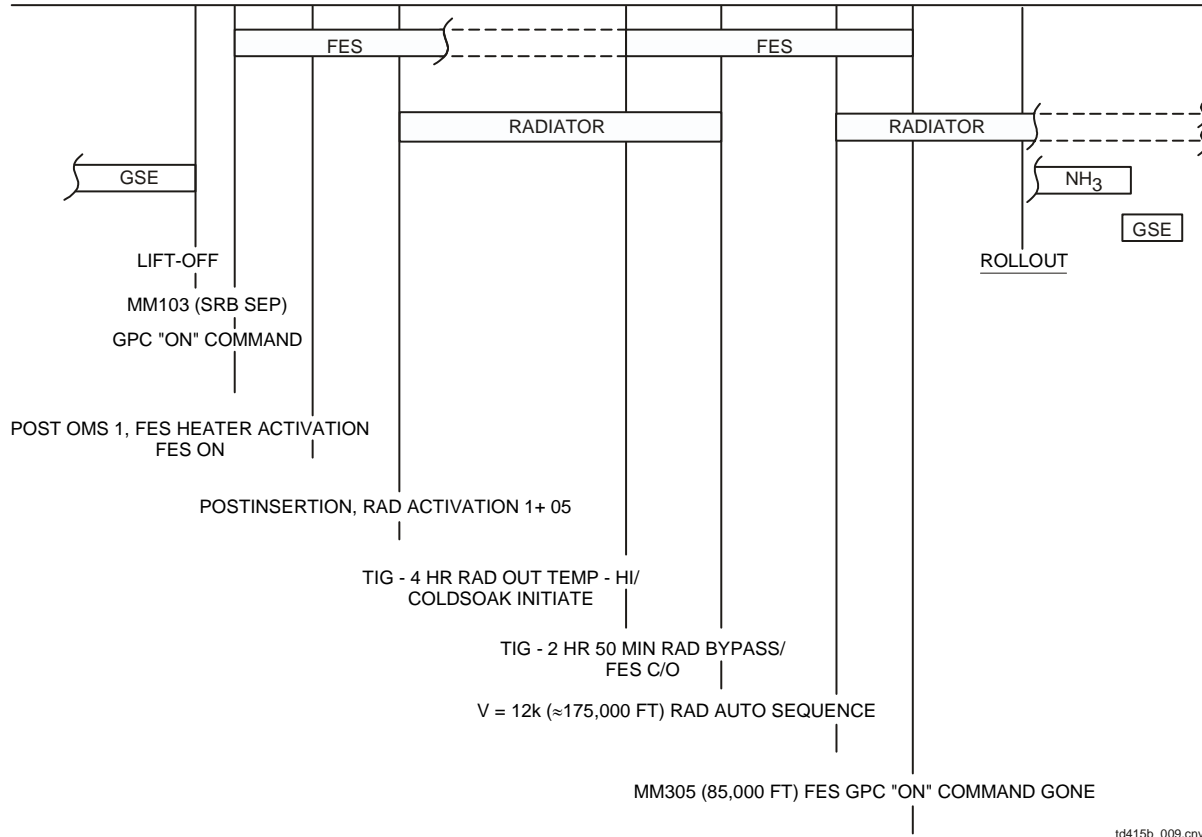 FES
FES
RADIATOR
RADIATOR
GSE
NH3
GSE
LIFT-OFF
ROLLOUT
MM103 (SRB SEP)
GPC "ON" COMMAND
POST OMS 1, FES HEATER ACTIVATION
FES ON
POSTINSERTION, RAD ACTIVATION 1+ 05
TIG - 4 HR RAD OUT TEMP - HI/
COLDSOAK INITIATE
TIG - 2 HR 50 MIN RAD BYPASS/
FES C/O
V = 12k (≈175,000 FT) RAD AUTO SEQUENCE
MM305 (85,000 FT) FES GPC "ON" COMMAND GONE
td415b_009.cnv